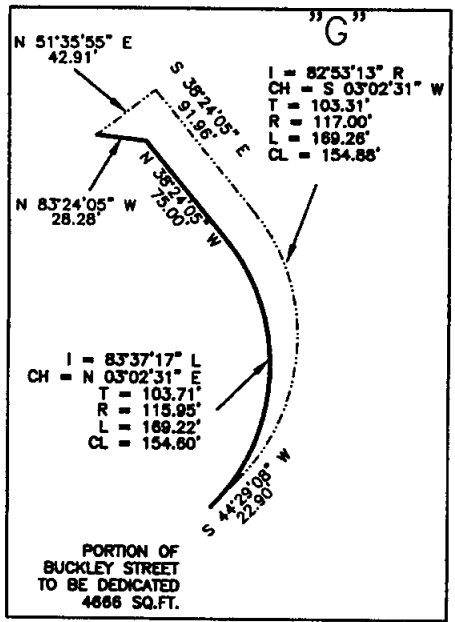 "G"
N 51°35'55" E
42.91'
S 38°24'05" E
91.96'
I = 82°53'13" R
CH = S 03°02'31" W
T = 103.31'
R = 117.00'
L = 169.26'
CL = 154.88'
N 83°24'05" W
28.28'
N 38°24'05" W
75.00'
I = 83°37'17" L
CH = N 03°02'31" E
T = 103.71'
R = 115.95'
L = 169.22'
CL = 154.60'
S 44°29'08" W
22.90'
PORTION OF
BUCKLEY STREET
TO BE DEDICATED
4666 SQ.FT.